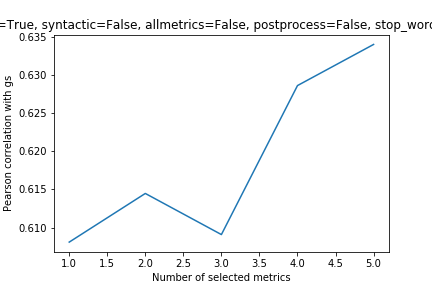 =True, syntactic=False, allmetrics=False, postprocess=False, stop_word
0.635
0.630
0.625
0.620
0.615
0.610
Pearson correlation with gs
1.0 1.5 2.0 2.5 3.0 3.5 4.0 4.5 5.0
Number of selected metrics